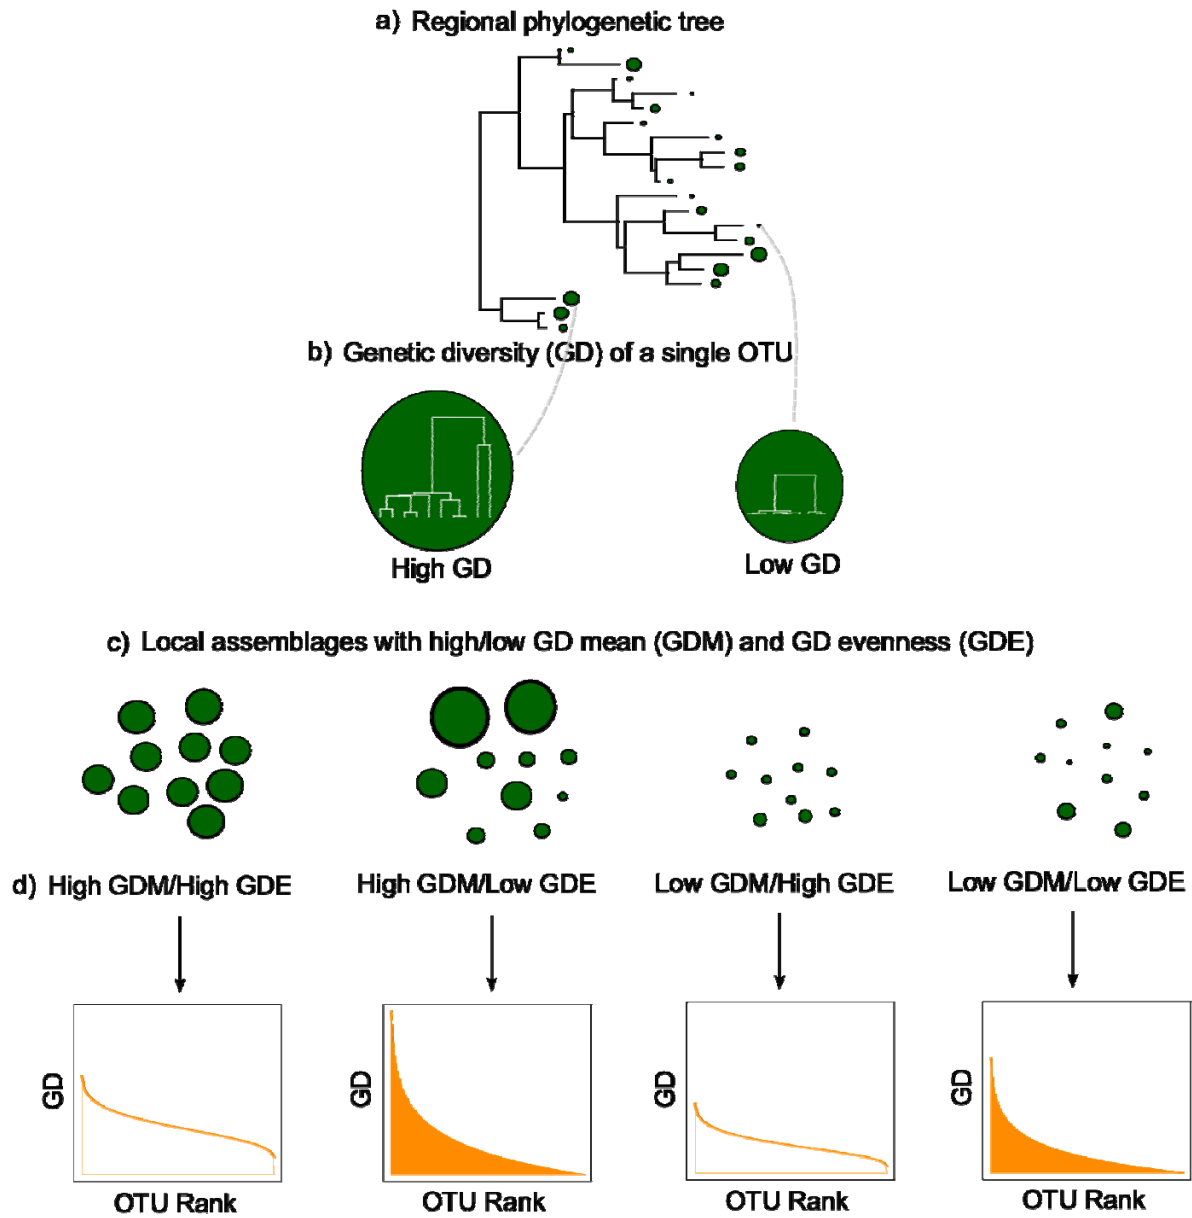 a) Regional phylogenetic tree
b) Genetic diversity (GD) of a single OTU
High GD
Low GD
c) Local assemblages with high/low GD mean (GDM) and GD evenness (GDE)
d) High GDM/High GDE
High GDM/Low GDE
Low GDM/High GDE
Low GDM/Low GDE
GD
GD
GD
GD
OTU Rank
OTU Rank
OTU Rank
OTU Rank